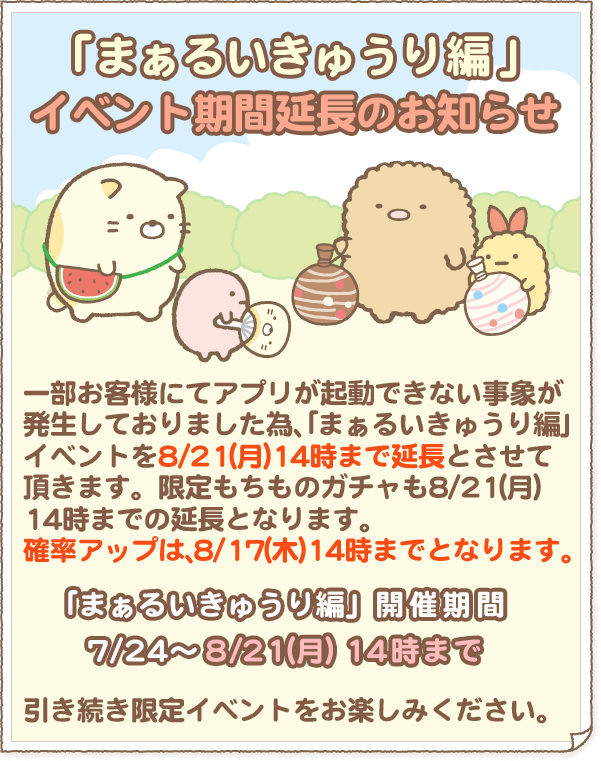 「まぁるいきゅうり編」
イベント期間延長のお知らせ
一部お客様にてアプリが起動できない事象が
発生しておりました為、「まぁるいきゅうり編」
イベントを8/21(月)14時まで延長とさせて
頂きます。限定もちものガチャも8/21(月)
14時までの延長となります。
確率アップは、8/17(木)14時までとなります。
「まぁるいきゅうり編」開催期間
7/24～8/21(月) 14時まで
引き続き限定イベントをお楽しみください。